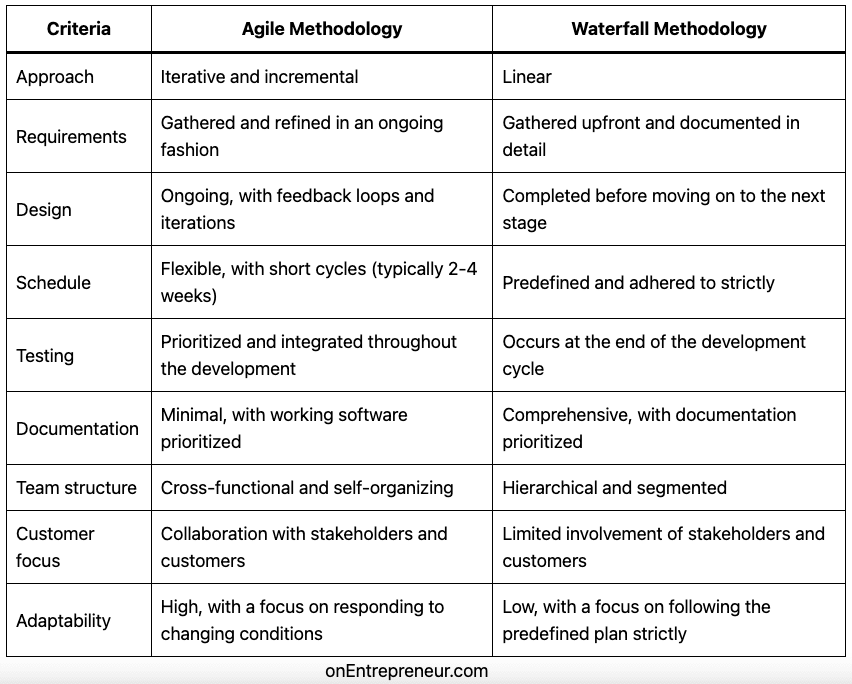 Criteria
Agile Methodology
Waterfall Methodology
Approach
Iterative and incremental
Linear
Requirements
Gathered and refined in an ongoing
fashion
Gathered upfront and documented in
detail
Design
Ongoing, with feedback loops and
iterations
Completed before moving on to the next
stage
Schedule
Flexible, with short cycles (typically 2-4
weeks)
Predefined and adhered to strictly
Testing
Prioritized and integrated throughout
the development
Occurs at the end of the development
cycle
Documentation
Minimal, with working software
prioritized
Comprehensive, with documentation
prioritized
Team structure
Cross-functional and self-organizing
Hierarchical and segmented
Customer
focus
Collaboration with stakeholders and
customers
Limited involvement of stakeholders and
customers
Adaptability
High, with a focus on responding to
changing conditions
Low, with a focus on following the
predefined plan strictly
onEntrepreneur.com